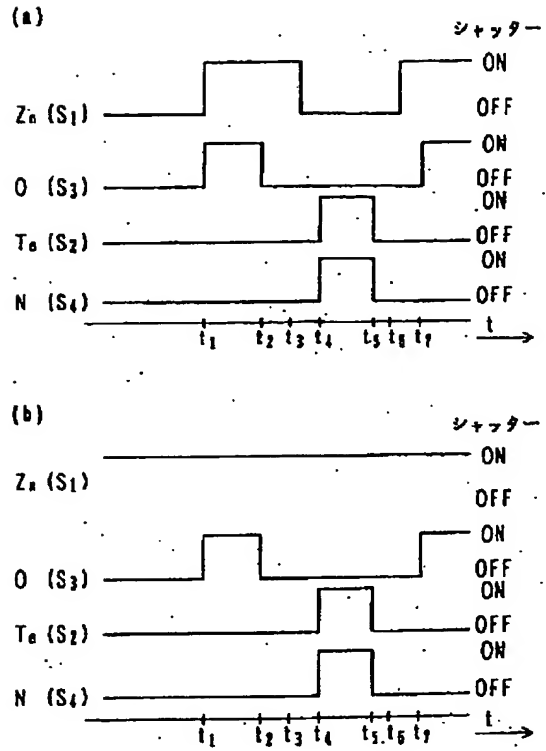 (a)
シャッター
ON
Zn (S1)
OFF
ON
O (S3)
OFF
ON
Te (S2)
OFF
ON
N (S4)
OFF
t1 t2 t3 t4 t5 t6 t7 t
(b)
シャッター
ON
Zn (S1)
OFF
ON
O (S3)
OFF
ON
Te (S2)
OFF
ON
N (S4)
OFF
t1 t2 t3 t4 t5 t6 t7 t